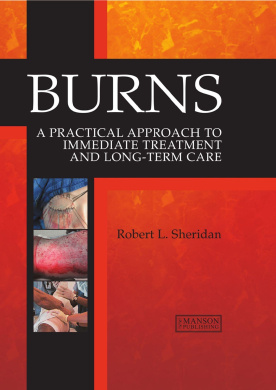 BURNS
A PRACTICAL APPROACH TO
IMMEDIATE TREATMENT
AND LONG-TERM CARE
Robert L. Sheridan
MANSON
PUBLISHING